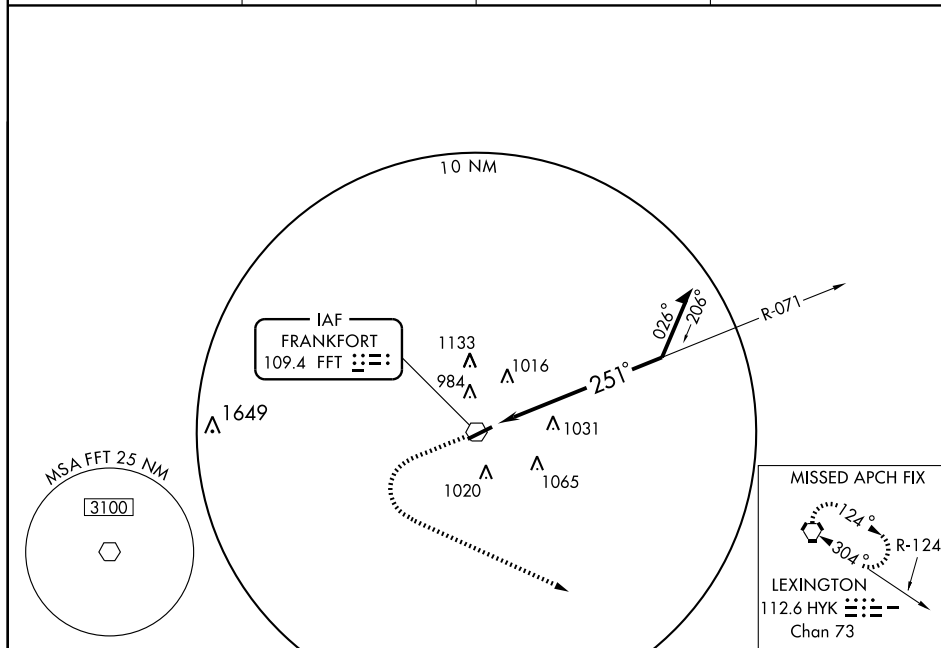 10 NM
IAF
FRANKFORT
109.4 FFT
1133
984
1016
026°
206°
R-071
251°
1649
1031
1020
1065
MSA FFT 25 NM
3100
MISSED APCH FIX
124°
304°
R-124
LEXINGTON
112.6 HYK
Chan 73